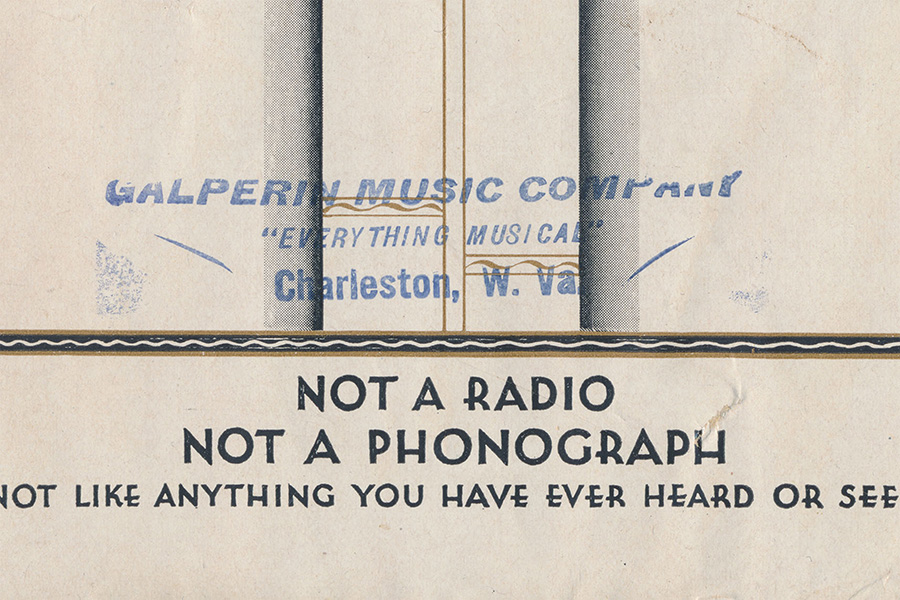 GALPERIN MUSIC COMPANY
"EVERYTHING MUSICAL"
Charleston, W. Va.
NOT A RADIO
NOT A PHONOGRAPH
NOT LIKE ANYTHING YOU HAVE EVER HEARD OR SEE